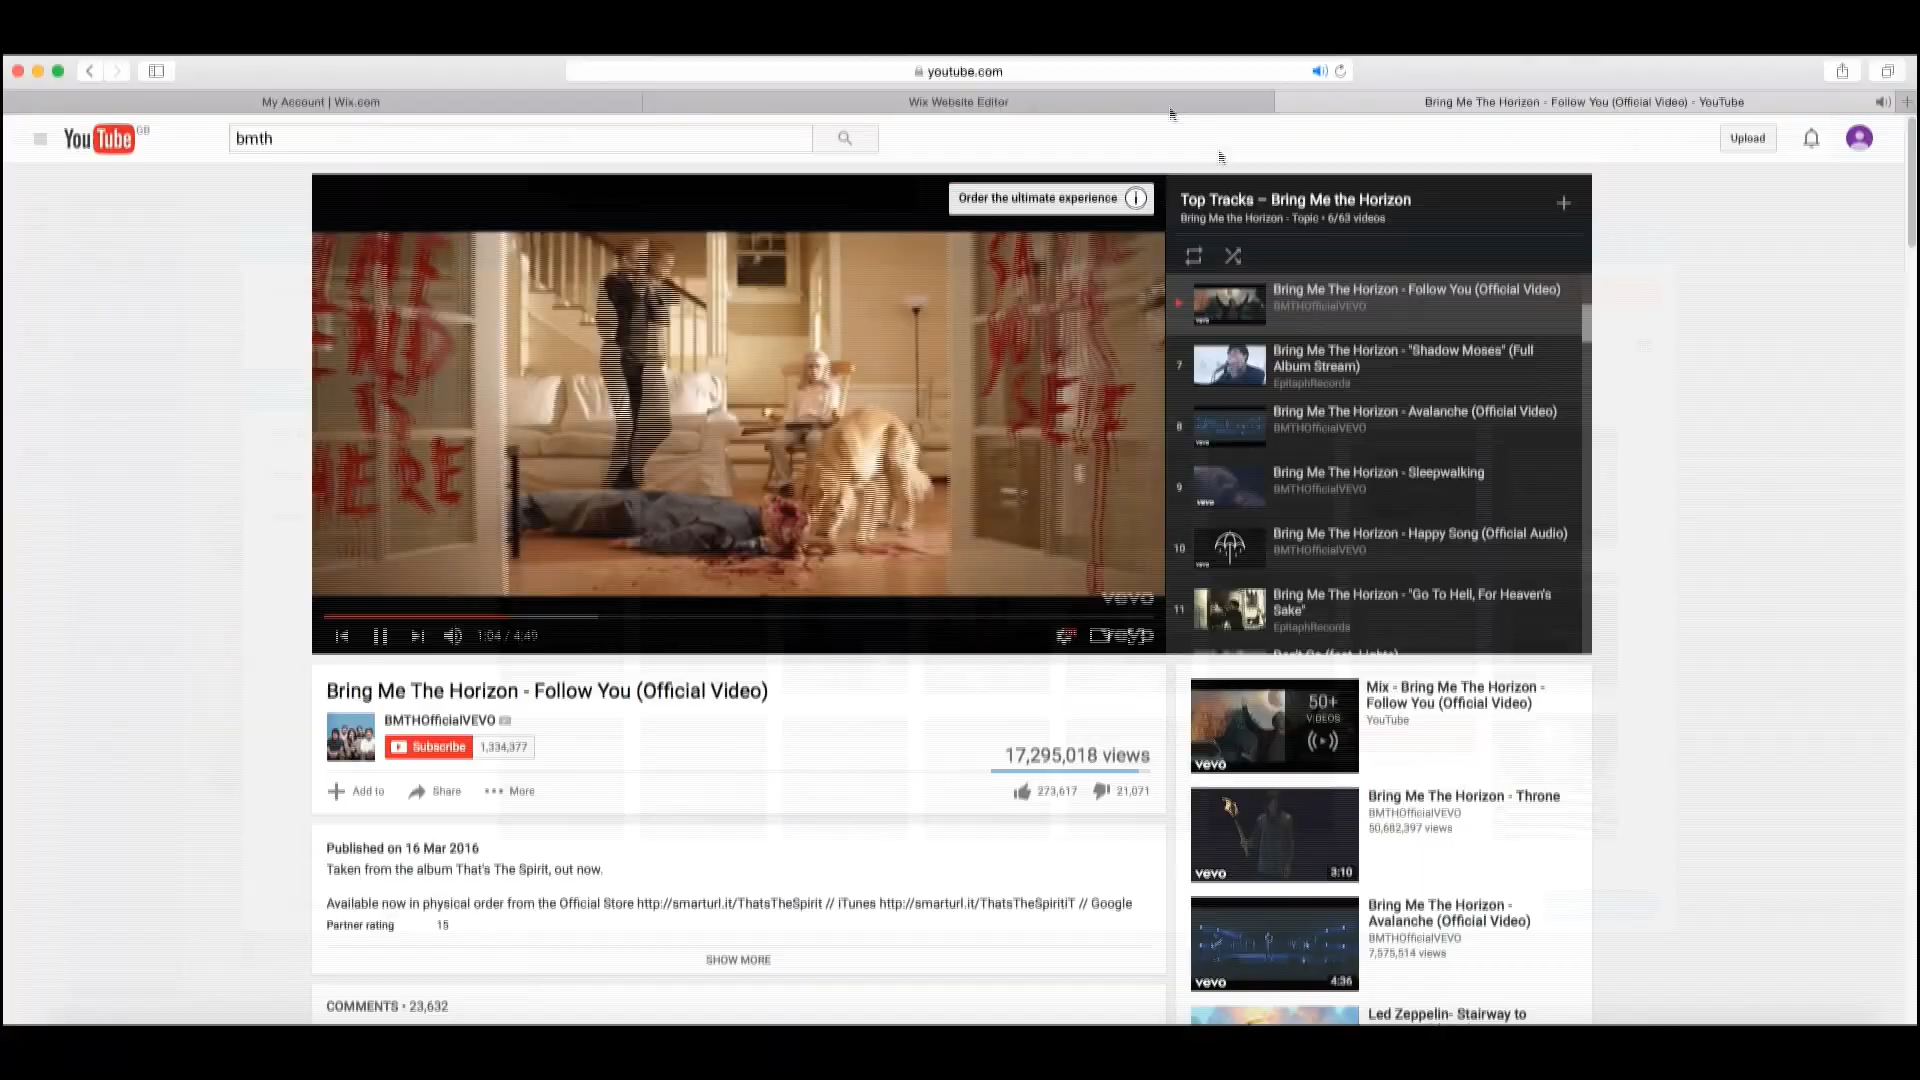 youtube.com
My Account | Wix.com
Wix Website Editor
Bring Me The Horizon - Follow You (Official Video) - YouTube
YouTube GB
bmth
Upload
Order the ultimate experience
THE
END
IS
HERE
Top Tracks – Bring Me the Horizon
Bring Me the Horizon - Topic • 6/63 videos
Bring Me The Horizon - Follow You (Official Video)
BMTHOfficialVEVO
7
Bring Me The Horizon - "Shadow Moses" (Full
Album Stream)
EpitaphRecords
8
Bring Me The Horizon - Avalanche (Official Video)
BMTHOfficialVEVO
9
Bring Me The Horizon - Sleepwalking
BMTHOfficialVEVO
10
Bring Me The Horizon - Happy Song (Official Audio)
BMTHOfficialVEVO
11
Bring Me The Horizon - "Go To Hell, For Heaven's
Sake"
EpitaphRecords
vevo
1:04 / 4:49
Bring Me The Horizon - Follow You (Official Video)
BMTHOfficialVEVO
Subscribe 1,334,377
17,295,018 views
Add to Share More
273,617 21,071
Published on 16 Mar 2016
Taken from the album That's The Spirit, out now.
Available now in physical order from the Official Store http://smarturl.it/ThatsTheSpirit // iTunes http://smarturl.it/ThatsTheSpiritiT // Google
Partner rating 15
SHOW MORE
COMMENTS • 23,632
50+
VIDEOS
vevo
Mix - Bring Me The Horizon -
Follow You (Official Video)
YouTube
vevo
3:10
Bring Me The Horizon - Throne
BMTHOfficialVEVO
50,682,397 views
vevo
4:36
Bring Me The Horizon -
Avalanche (Official Video)
BMTHOfficialVEVO
7,575,514 views
Led Zeppelin- Stairway to